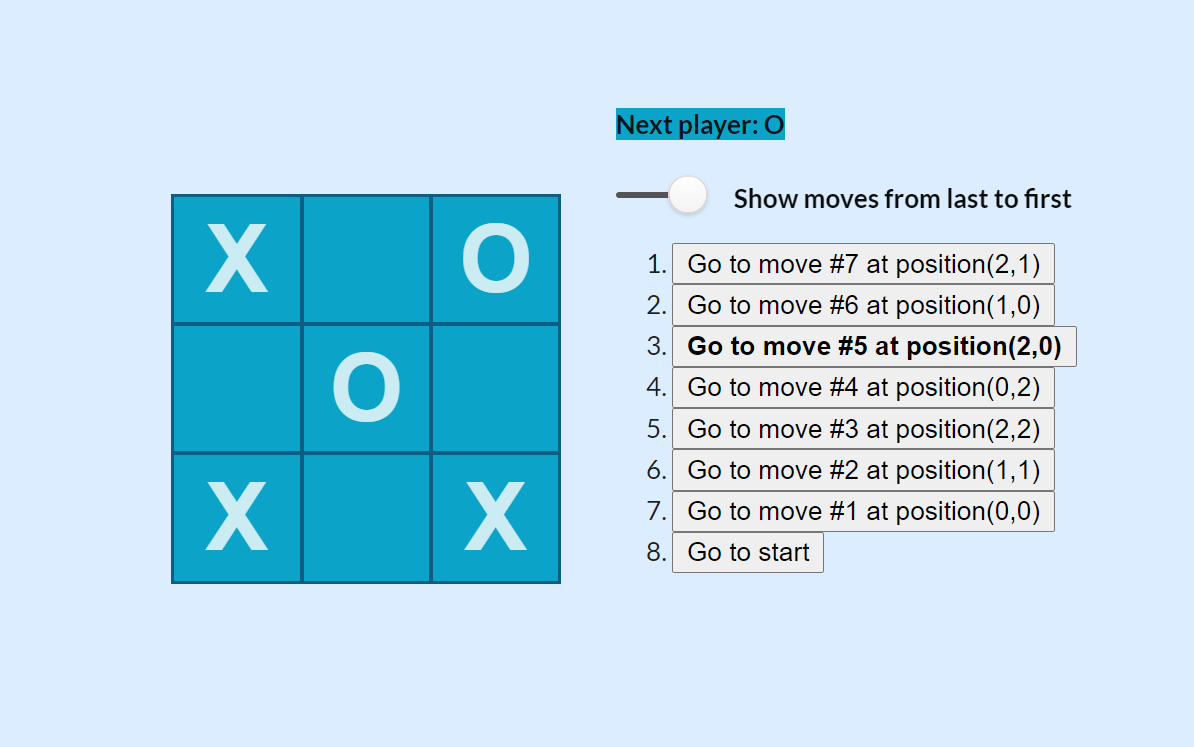 Next player: O
Show moves from last to first
X O
O
X X
1. Go to move #7 at position(2,1)
2. Go to move #6 at position(1,0)
3. Go to move #5 at position(2,0)
4. Go to move #4 at position(0,2)
5. Go to move #3 at position(2,2)
6. Go to move #2 at position(1,1)
7. Go to move #1 at position(0,0)
8. Go to start